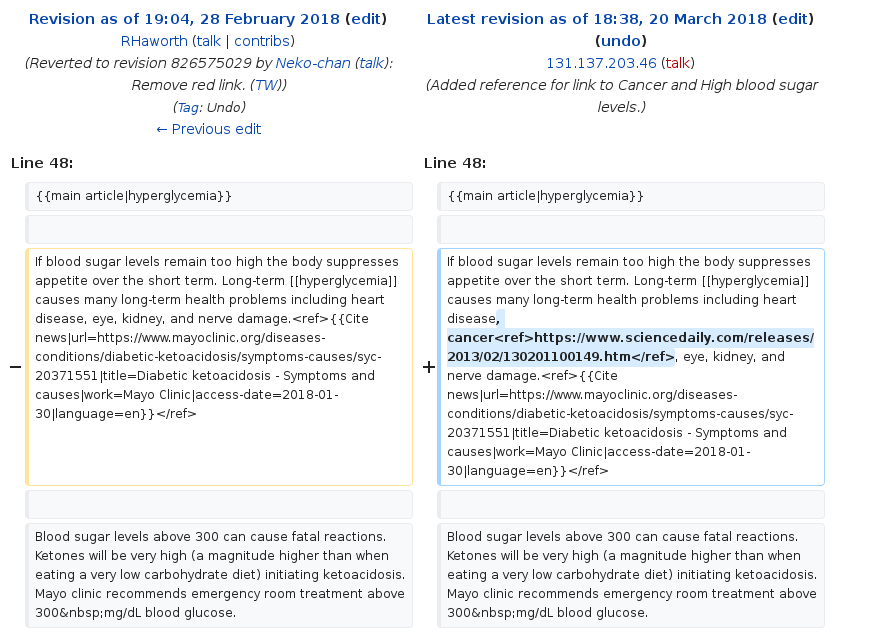 Revision as of 19:04, 28 February 2018 (edit)
RHaworth (talk | contribs)
(Reverted to revision 826575029 by Neko-chan (talk):
Remove red link. (TW))
(Tag: Undo)
← Previous edit
Latest revision as of 18:38, 20 March 2018 (edit)
(undo)
131.137.203.46 (talk)
(Added reference for link to Cancer and High blood sugar
levels.)
Line 48:
Line 48:
{{main article|hyperglycemia}}
{{main article|hyperglycemia}}
−
If blood sugar levels remain too high the body suppresses
appetite over the short term. Long-term [[hyperglycemia]]
causes many long-term health problems including heart
disease, eye, kidney, and nerve damage.<ref>{{Cite
news|url=https://www.mayoclinic.org/diseases-
conditions/diabetic-ketoacidosis/symptoms-causes/syc-
20371551|title=Diabetic ketoacidosis - Symptoms and
causes|work=Mayo Clinic|access-date=2018-01-
30|language=en}}</ref>
+
If blood sugar levels remain too high the body suppresses
appetite over the short term. Long-term [[hyperglycemia]]
causes many long-term health problems including heart
disease,
cancer<ref>https://www.sciencedaily.com/releases/
2013/02/130201100149.htm</ref>, eye, kidney, and
nerve damage.<ref>{{Cite
news|url=https://www.mayoclinic.org/diseases-
conditions/diabetic-ketoacidosis/symptoms-causes/syc-
20371551|title=Diabetic ketoacidosis - Symptoms and
causes|work=Mayo Clinic|access-date=2018-01-
30|language=en}}</ref>
Blood sugar levels above 300 can cause fatal reactions.
Ketones will be very high (a magnitude higher than when
eating a very low carbohydrate diet) initiating ketoacidosis.
Mayo clinic recommends emergency room treatment above
300&nbsp;mg/dL blood glucose.
Blood sugar levels above 300 can cause fatal reactions.
Ketones will be very high (a magnitude higher than when
eating a very low carbohydrate diet) initiating ketoacidosis.
Mayo clinic recommends emergency room treatment above
300&nbsp;mg/dL blood glucose.